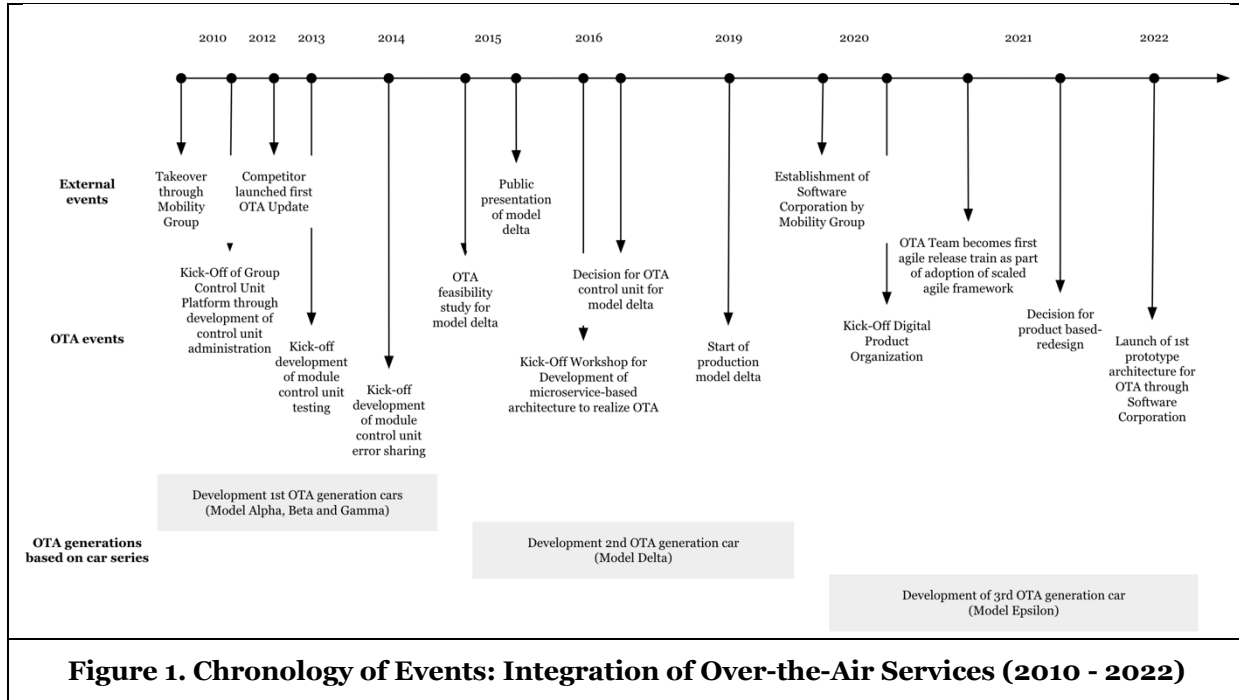 2010
2012
2013
2014
2015
2016
2019
2020
2021
2022
External
events
Takeover
through
Mobility
Group
Competitor
launched first
OTA Update
Public
presentation
of model
delta
Establishment of
Software
Corporation by
Mobility Group
OTA events
Kick-Off of Group
Control Unit
Platform through
development of
control unit
administration
Kick-off
development
of module
control unit
testing
Kick-off
development
of module
control unit
error sharing
OTA
feasibility
study for
model delta
Decision for OTA
control unit for
model delta
Kick-Off Workshop for
Development of
microservice-based
architecture to realize OTA
Start of
production
model delta
Kick-Off Digital
Product
Organization
OTA Team becomes first
agile release train as part
of adoption of scaled
agile framework
Decision for
product based-
redesign
Launch of 1st
prototype
architecture for
OTA through
Software
Corporation
OTA generations
based on car series
Development 1st OTA generation cars
(Model Alpha, Beta and Gamma)
Development 2nd OTA generation car
(Model Delta)
Development of 3rd OTA generation car
(Model Epsilon)
Figure 1. Chronology of Events: Integration of Over-the-Air Services (2010 - 2022)